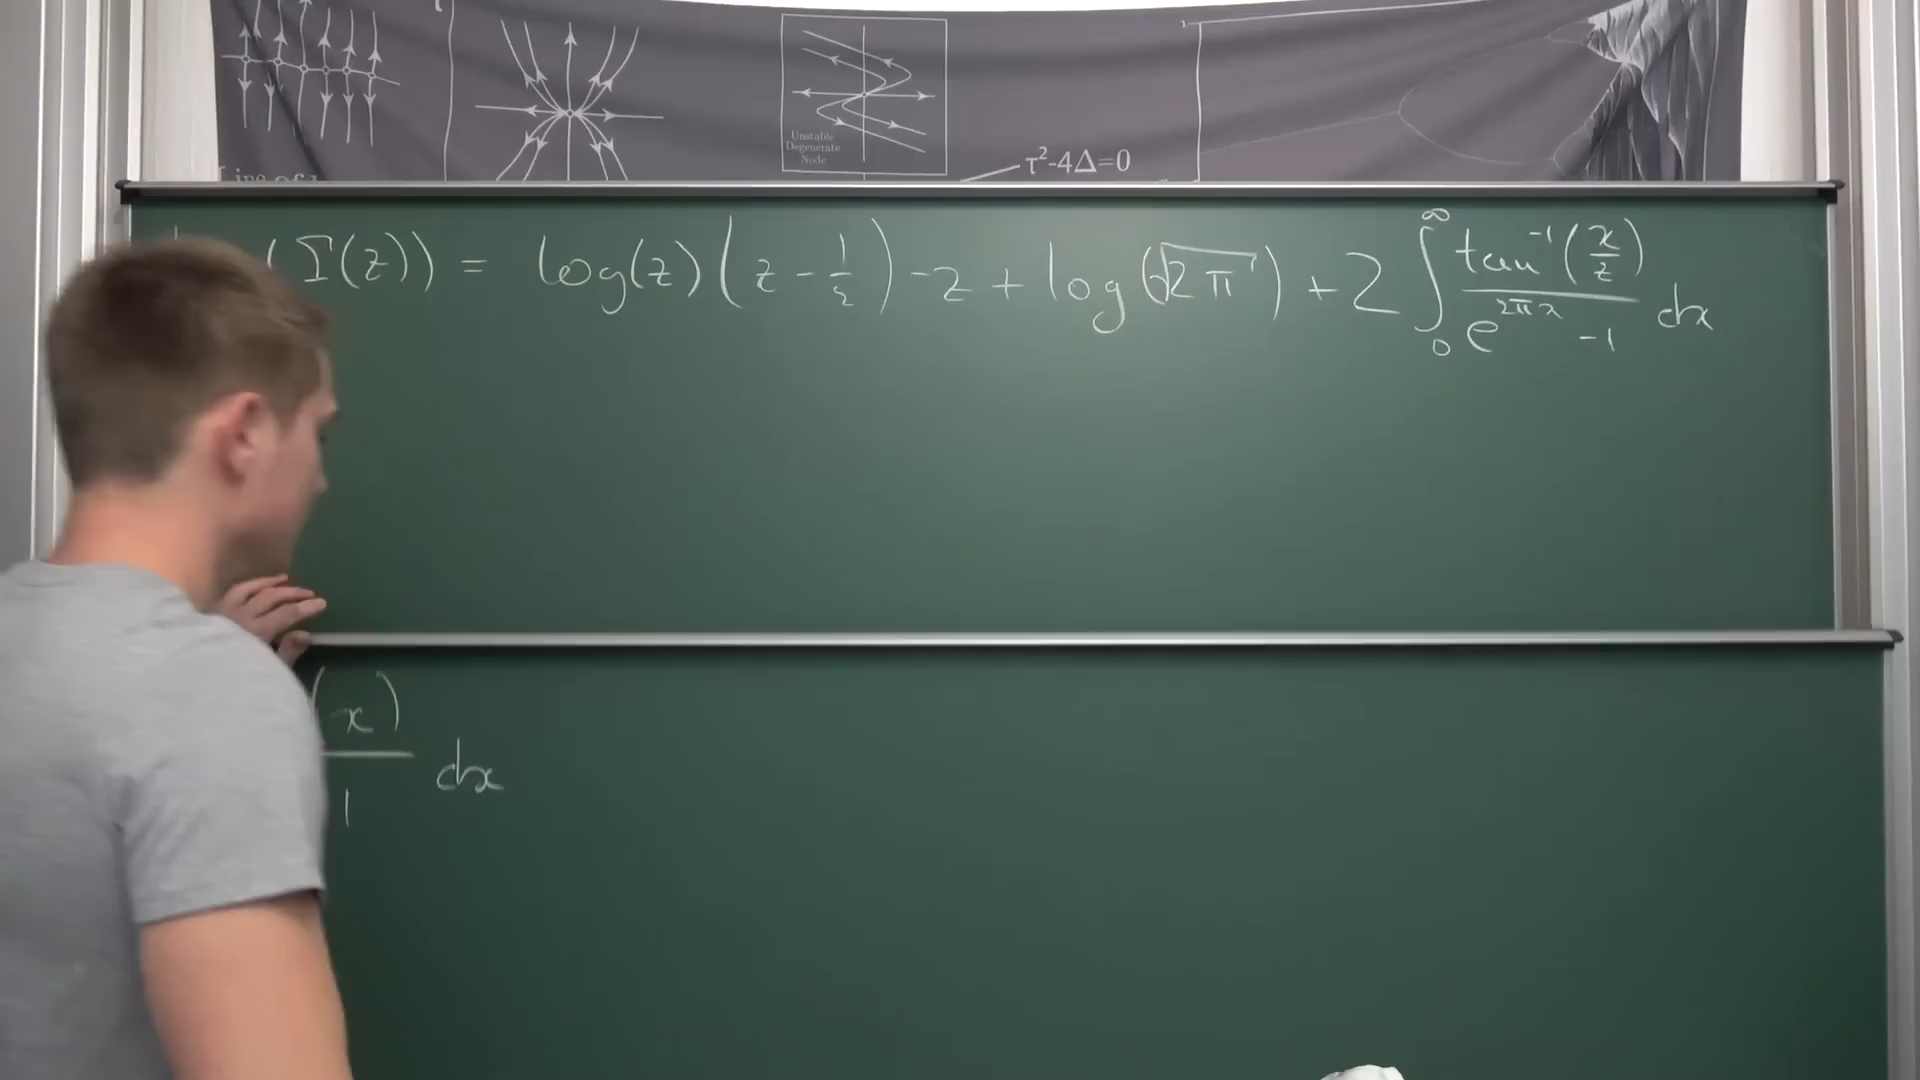 Unstable
Degenerate
Node
τ²-4Δ=0
(Γ(z)) = log(z)(z - 1/2) - z + log(√2π) + 2 ∫₀^∞ tan⁻¹(x/z) / (e^{2πx} - 1) dx
(x)
1 dx